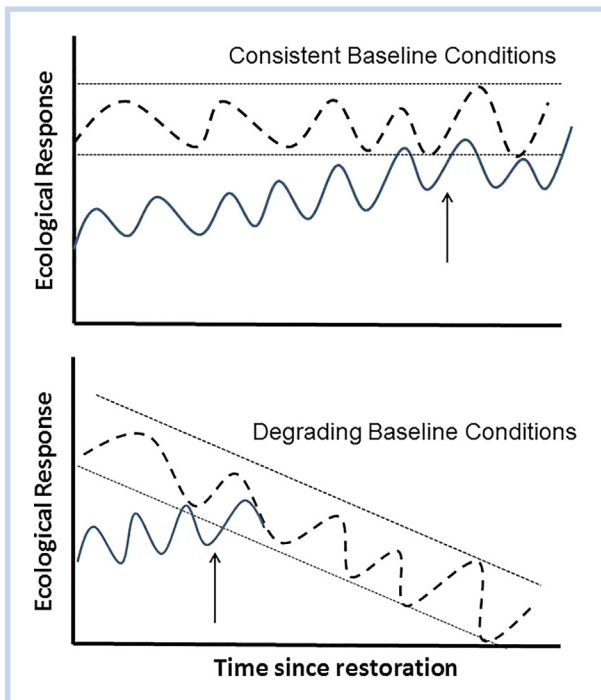 Consistent Baseline Conditions
Ecological Response
Degrading Baseline Conditions
Ecological Response
Time since restoration